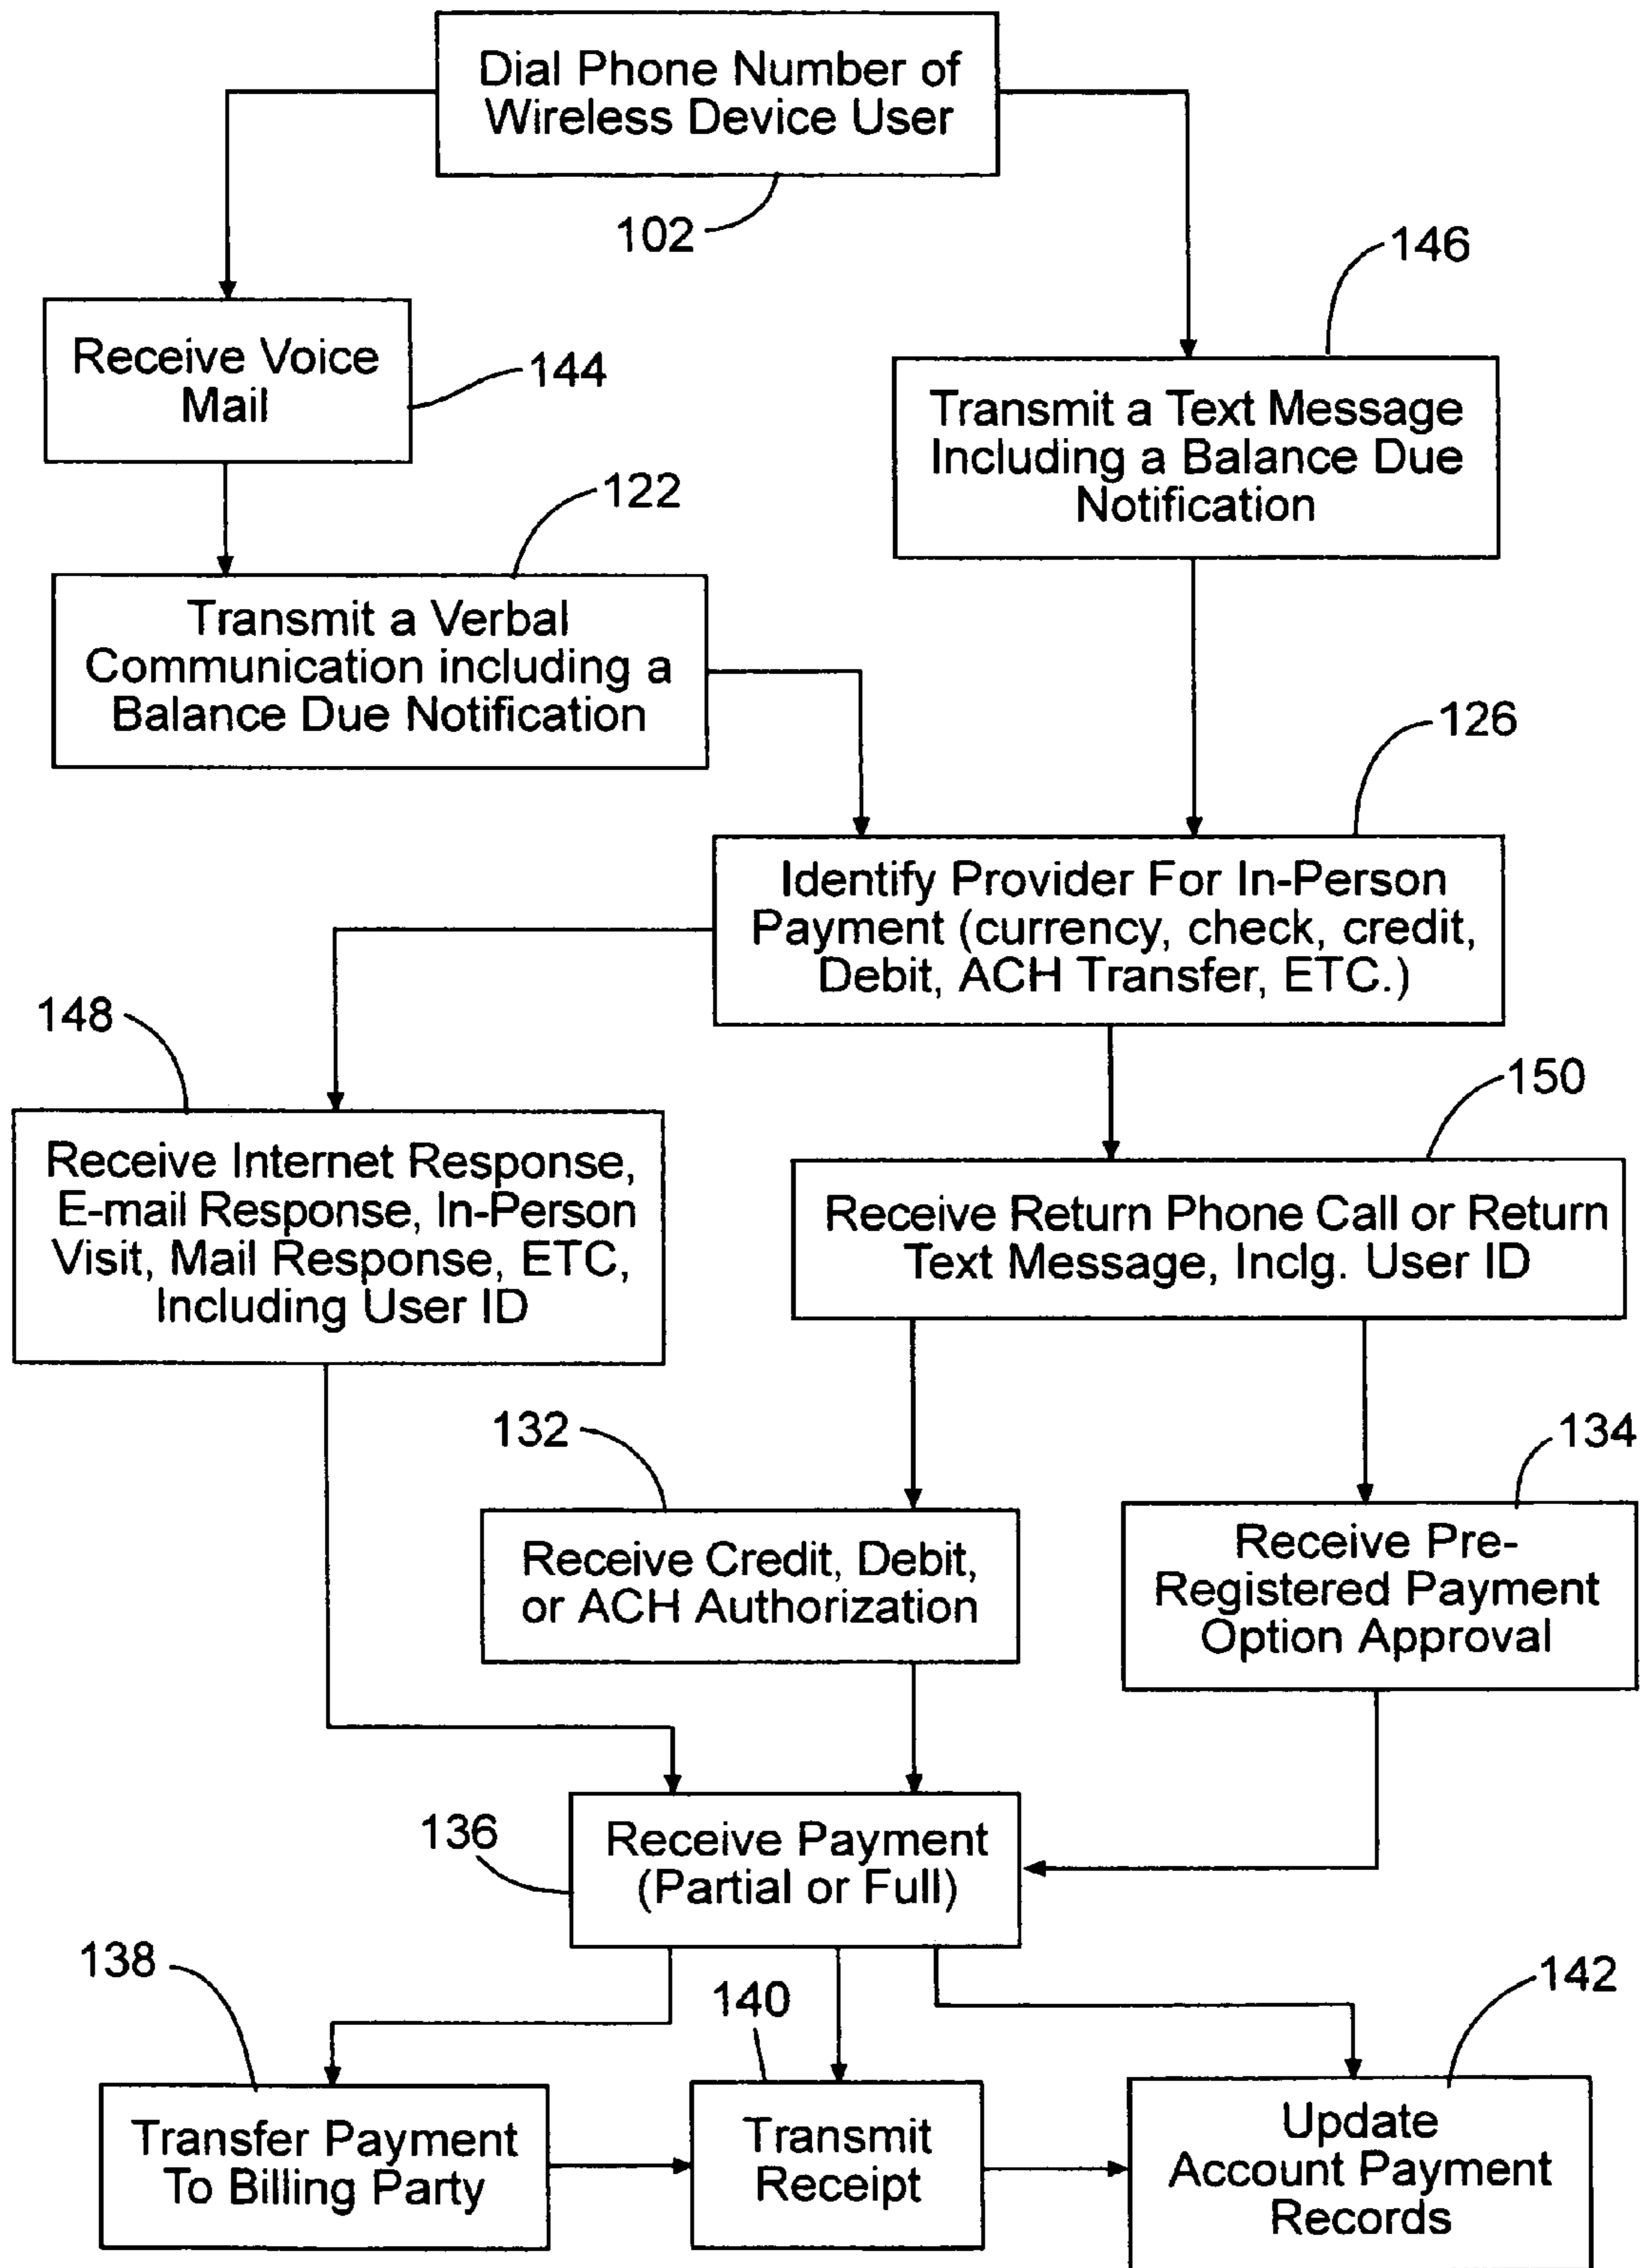 Dial Phone Number of
Wireless Device User
102
146
Receive Voice
Mail
144
Transmit a Text Message
Including a Balance Due
Notification
122
Transmit a Verbal
Communication including a
Balance Due Notification
126
Identify Provider For In-Person
Payment (currency, check, credit,
Debit, ACH Transfer, ETC.)
148
150
Receive Internet Response,
E-mail Response, In-Person
Visit, Mail Response, ETC,
Including User ID
Receive Return Phone Call or Return
Text Message, Inclg. User ID
132
134
Receive Credit, Debit,
or ACH Authorization
Receive Pre-
Registered Payment
Option Approval
136
Receive Payment
(Partial or Full)
138
140
142
Transfer Payment
To Billing Party
Transmit
Receipt
Update
Account Payment
Records